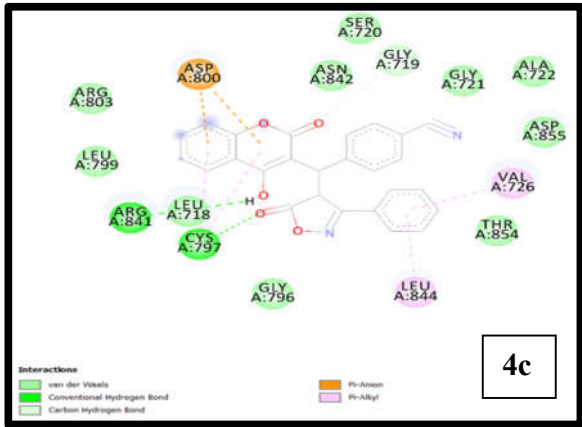 SER
A:720
GLY
A:719
ASP
A:800
ASN
A:842
GLY
A:721
ALA
A:722
ARG
A:803
ASP
A:855
O
O
N
LEU
A:799
VAL
A:726
O
H
LEU
A:718
ARG
A:841
O
THR
A:854
CYS
A:797
O
N
LEU
A:844
GLY
A:796
4c
Interactions
van der Waals
Conventional Hydrogen Bond
Carbon Hydrogen Bond
Pi-Anion
Pi-Alkyl